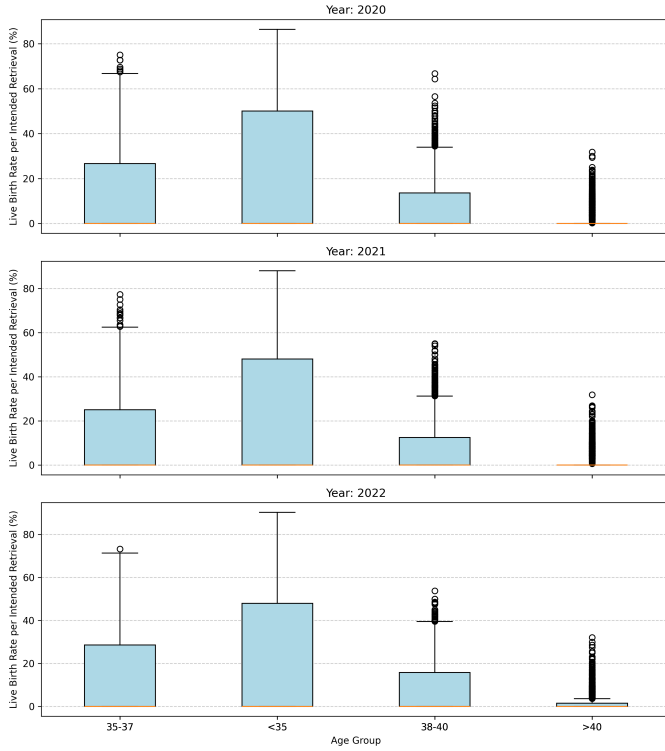 Year: 2020
Live Birth Rate per Intended Retrieval (%)
80
60
40
20
0
Year: 2021
Live Birth Rate per Intended Retrieval (%)
80
60
40
20
0
Year: 2022
Live Birth Rate per Intended Retrieval (%)
80
60
40
20
0
35-37
<35
38-40
>40
Age Group